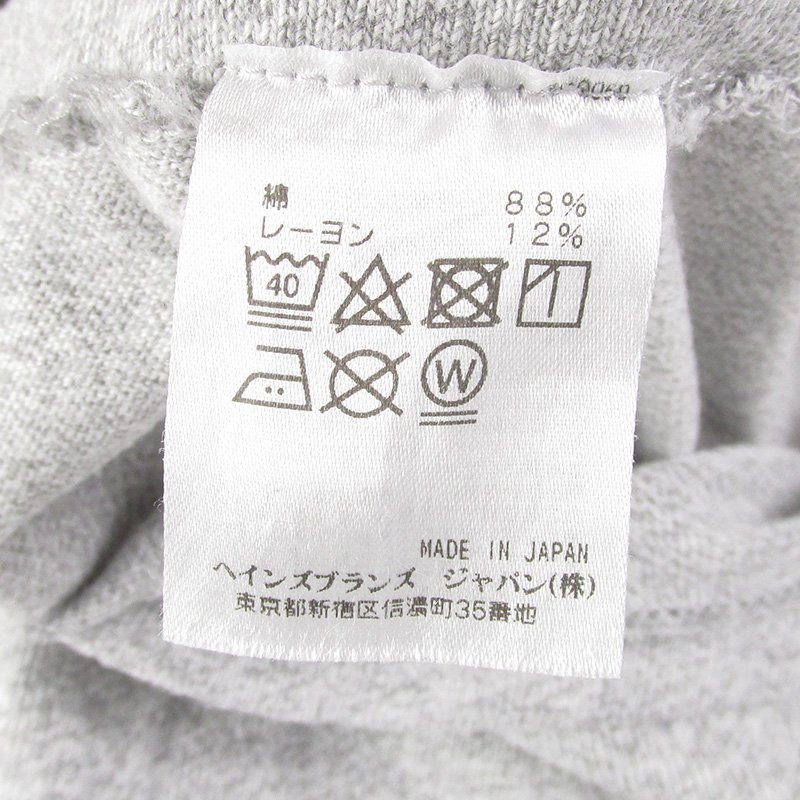 綿 88%
レーヨン 12%
40
W
MADE IN JAPAN
ヘインズブランズ ジャパン(株)
東京都新宿区信濃町35番地